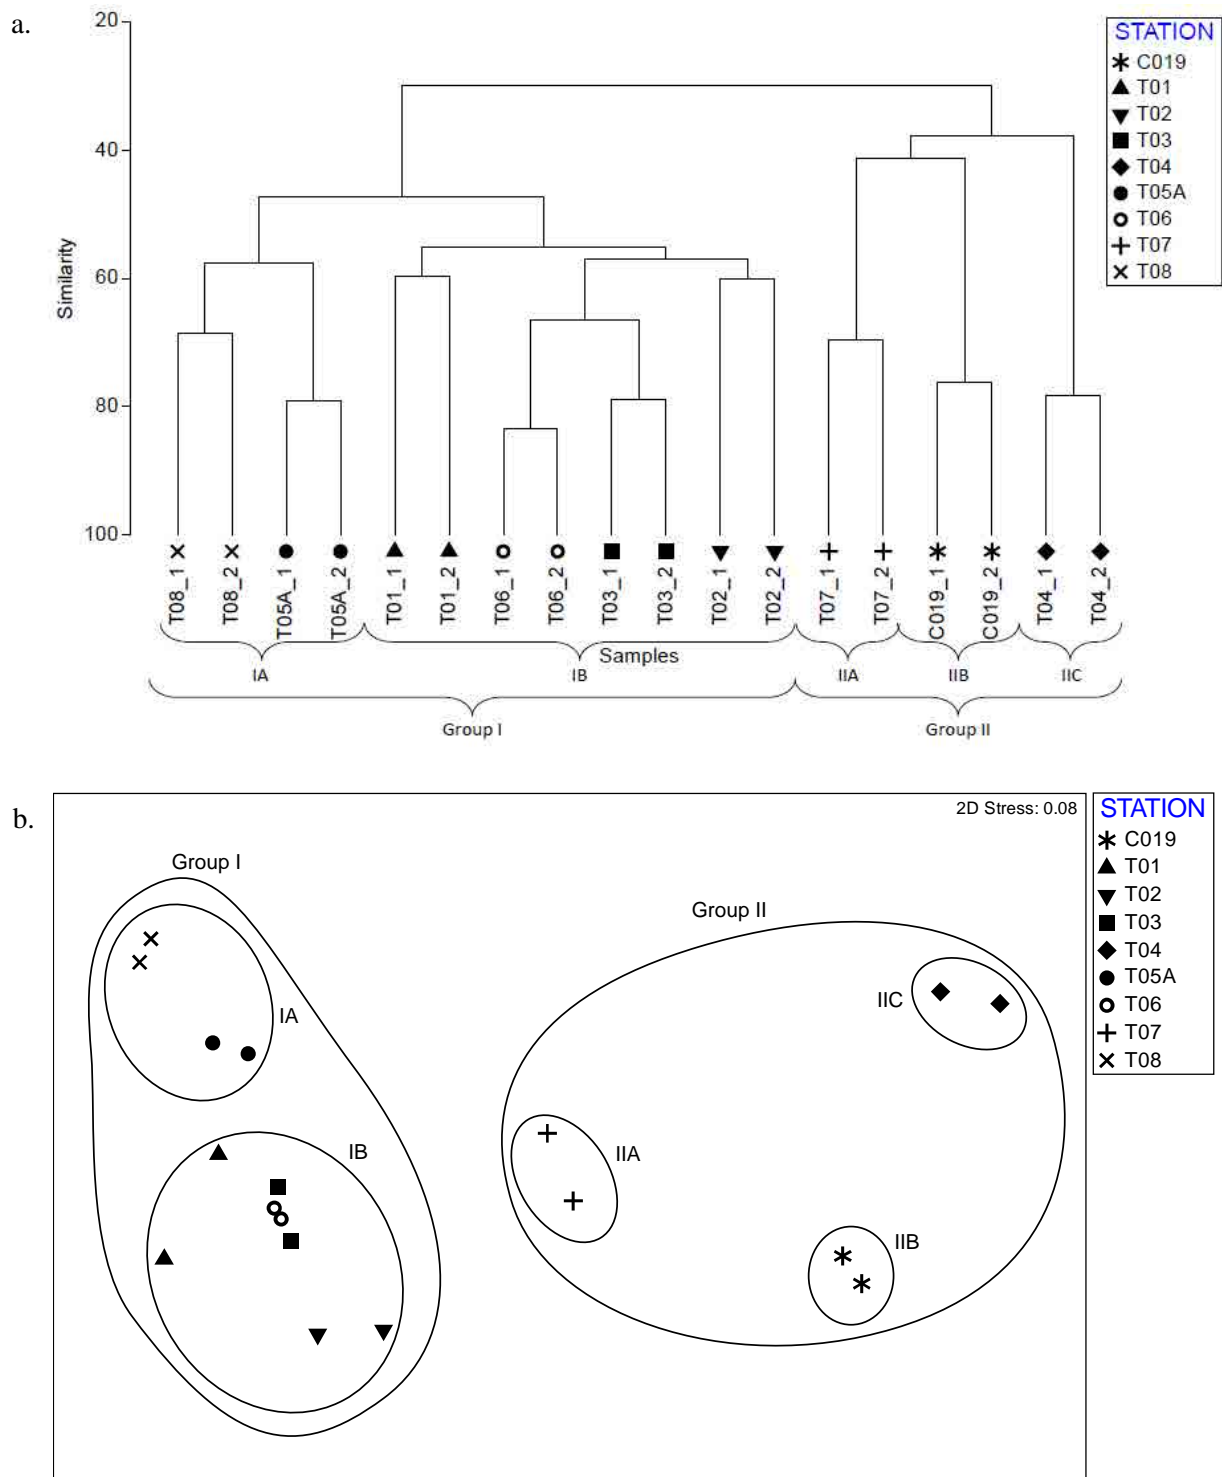 a.
20
40
60
80
100
Similarity
STATION
C019
T01
T02
T03
T04
T05A
T06
T07
T08
T08_1
T08_2
T05A_1
T05A_2
T01_1
T01_2
T06_1
T06_2
T03_1
T03_2
T02_1
T02_2
T07_1
T07_2
C019_1
C019_2
T04_1
T04_2
Samples
IA
IB
IIA
IIB
IIC
Group I
Group II
b.
2D Stress: 0.08
STATION
C019
T01
T02
T03
T04
T05A
T06
T07
T08
Group I
Group II
IIC
IA
IB
IIA
IIB